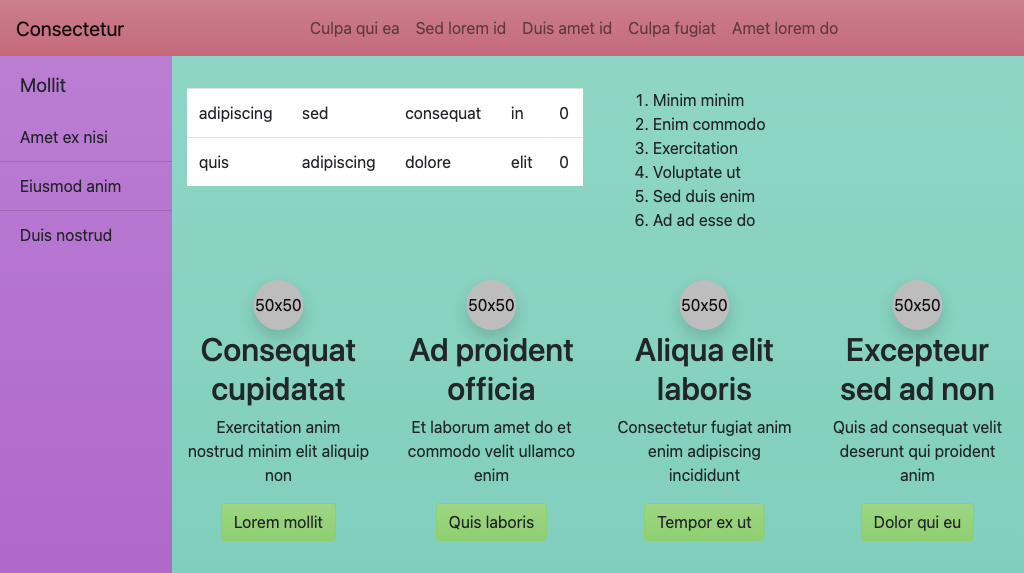 Consectetur
Culpa qui ea Sed lorem id Duis amet id Culpa fugiat Amet lorem do
Mollit
Amet ex nisi
Eiusmod anim
Duis nostrud
adipiscing sed consequat in 0
quis adipiscing dolore elit 0
1. Minim minim
2. Enim commodo
3. Exercitation
4. Voluptate ut
5. Sed duis enim
6. Ad ad esse do
50x50
Consequat
cupidatat
Exercitation anim
nostrud minim elit aliquip
non
Lorem mollit
50x50
Ad proident
officia
Et laborum amet do et
commodo velit ullamco
enim
Quis laboris
50x50
Aliqua elit
laboris
Consectetur fugiat anim
enim adipiscing
incididunt
Tempor ex ut
50x50
Excepteur
sed ad non
Quis ad consequat velit
deserunt qui proident
anim
Dolor qui eu